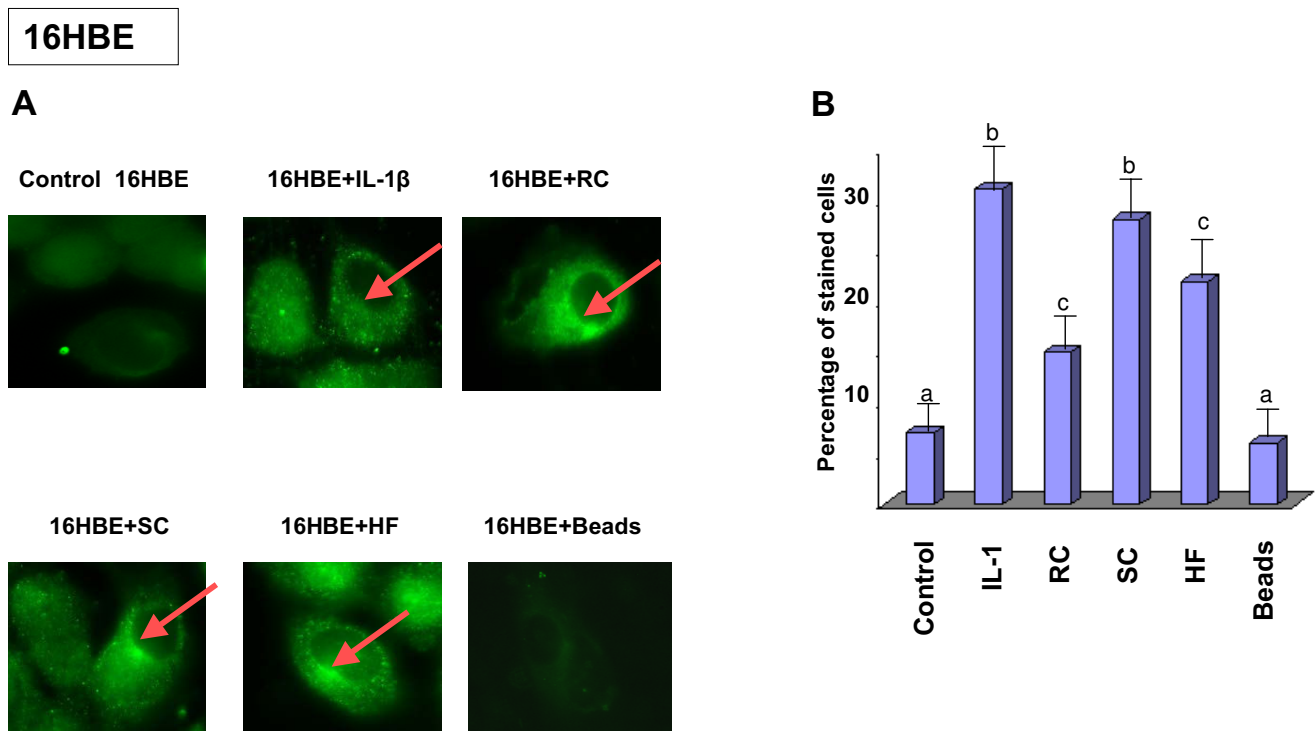 16HBE
A
Control 16HBE
16HBE+IL-1β
16HBE+RC
16HBE+SC
16HBE+HF
16HBE+Beads
B
Percentage of stained cells
30
20
10
a
b
c
b
c
a
Control
IL-1
RC
SC
HF
Beads